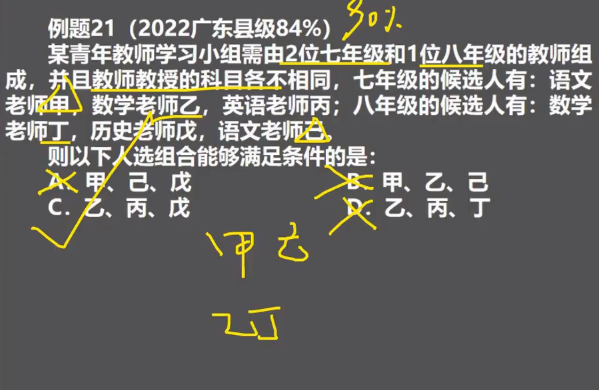 例题21（2022广东县级84%）
30%
某青年教师学习小组需由2位七年级和1位八年级的教师组
成，并且教师教授的科目各不相同，七年级的候选人有：语文
老师甲，数学老师乙，英语老师丙；八年级的候选人有：数学
老师丁，历史老师戊，语文老师己。
则以下人选组合能够满足条件的是：
A．甲、己、戊 B．甲、乙、己
C．乙、丙、戊 D．乙、丙、丁
甲 己
乙丁